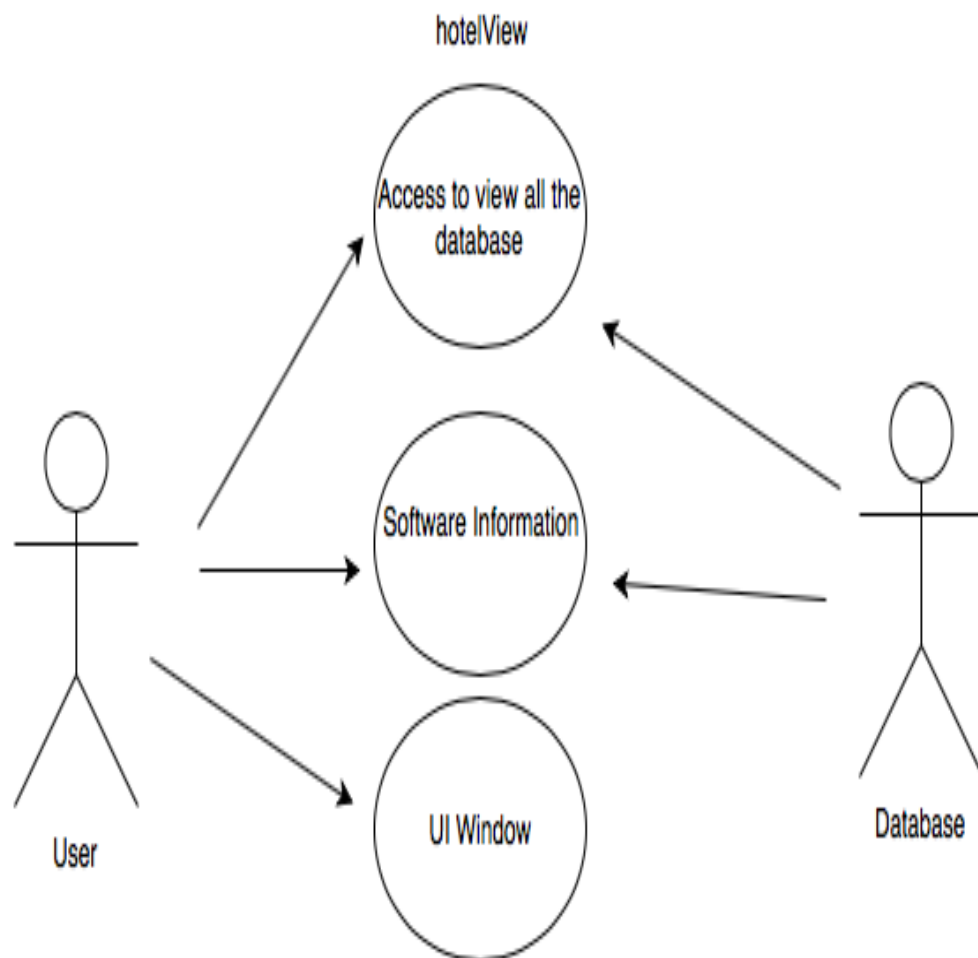 hotelView
Access to view all the
database
Software Information
UI Window
User
Database